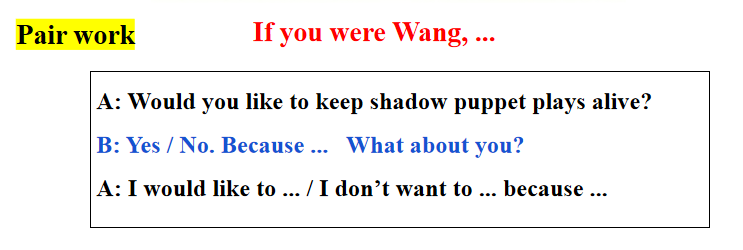 Pair work If you were Wang, ...
A: Would you like to keep shadow puppet plays alive?
B: Yes / No. Because ... What about you?
A: I would like to ... / I don't want to ... because ...